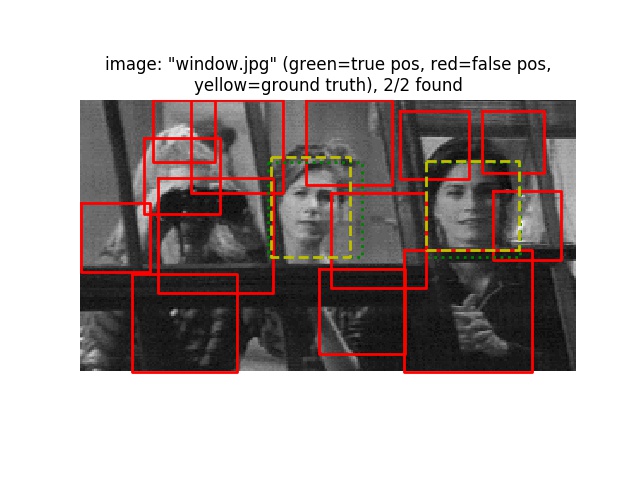 image: "window.jpg" (green=true pos, red=false pos,
yellow=ground truth), 2/2 found